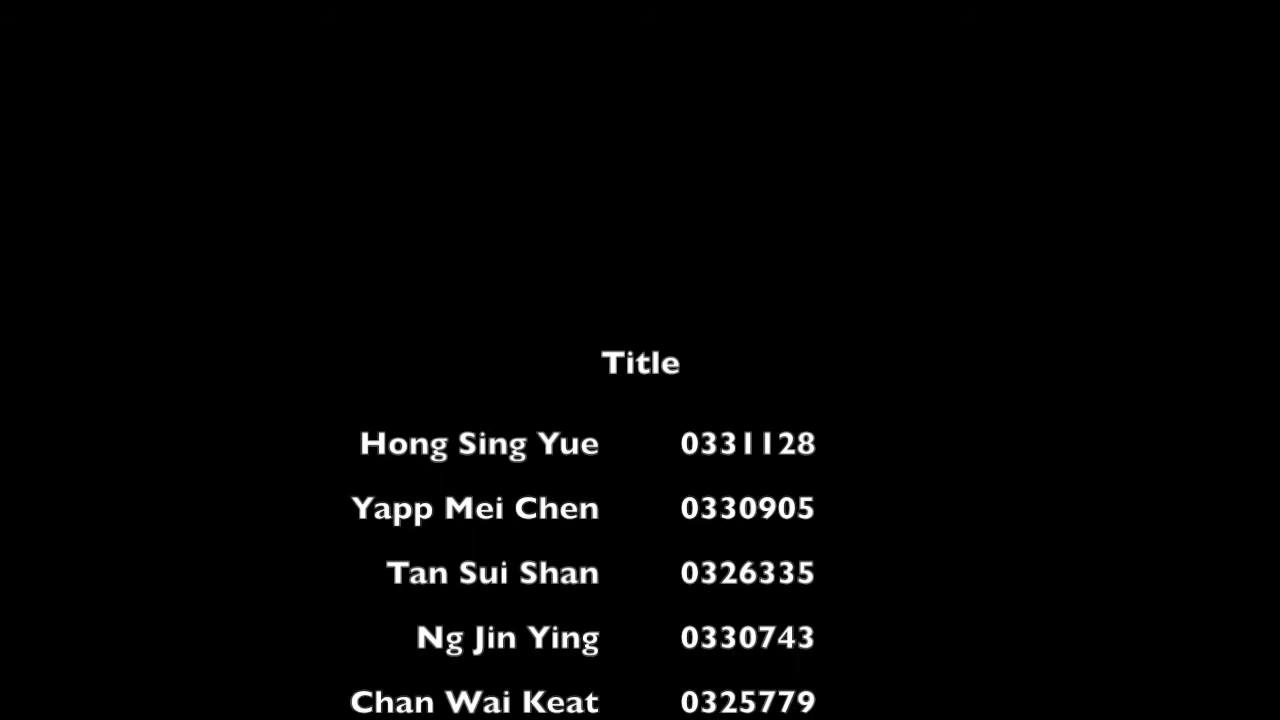 Title
Hong Sing Yue 0331128
Yapp Mei Chen 0330905
Tan Sui Shan 0326335
Ng Jin Ying 0330743
Chan Wai Keat 0325779